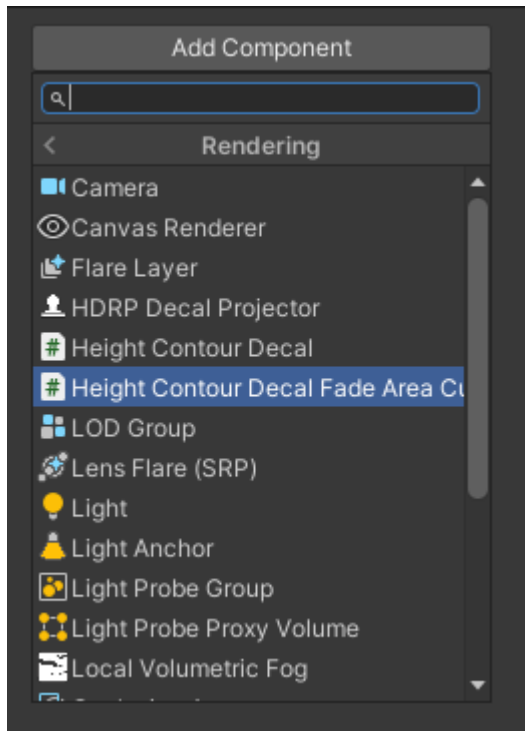 Add Component
< Rendering
Camera
Canvas Renderer
Flare Layer
HDRP Decal Projector
# Height Contour Decal
# Height Contour Decal Fade Area Cu
LOD Group
Lens Flare (SRP)
Light
Light Anchor
Light Probe Group
Light Probe Proxy Volume
Local Volumetric Fog